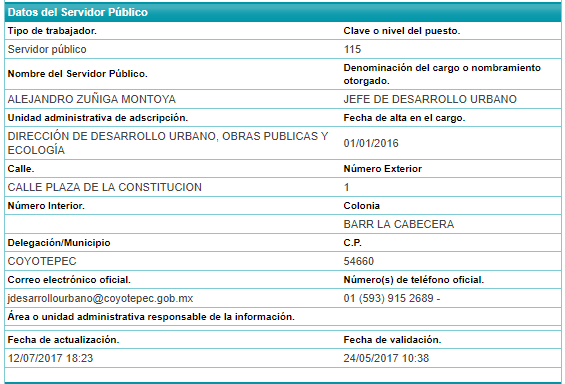 Datos del Servidor Público
Tipo de trabajador. Clave o nivel del puesto.
Servidor público 115
Nombre del Servidor Público. Denominación del cargo o nombramiento
otorgado.
ALEJANDRO ZUÑIGA MONTOYA JEFE DE DESARROLLO URBANO
Unidad administrativa de adscripción. Fecha de alta en el cargo.
DIRECCIÓN DE DESARROLLO URBANO, OBRAS PUBLICAS Y
ECOLOGÍA 01/01/2016
Calle. Número Exterior
CALLE PLAZA DE LA CONSTITUCION 1
Número Interior. Colonia
BARR LA CABECERA
Delegación/Municipio C.P.
COYOTEPEC 54660
Correo electrónico oficial. Número(s) de teléfono oficial.
jdesarrollourbano@coyotepec.gob.mx 01 (593) 915 2689 -
Área o unidad administrativa responsable de la información.
Fecha de actualización. Fecha de validación.
12/07/2017 18:23 24/05/2017 10:38